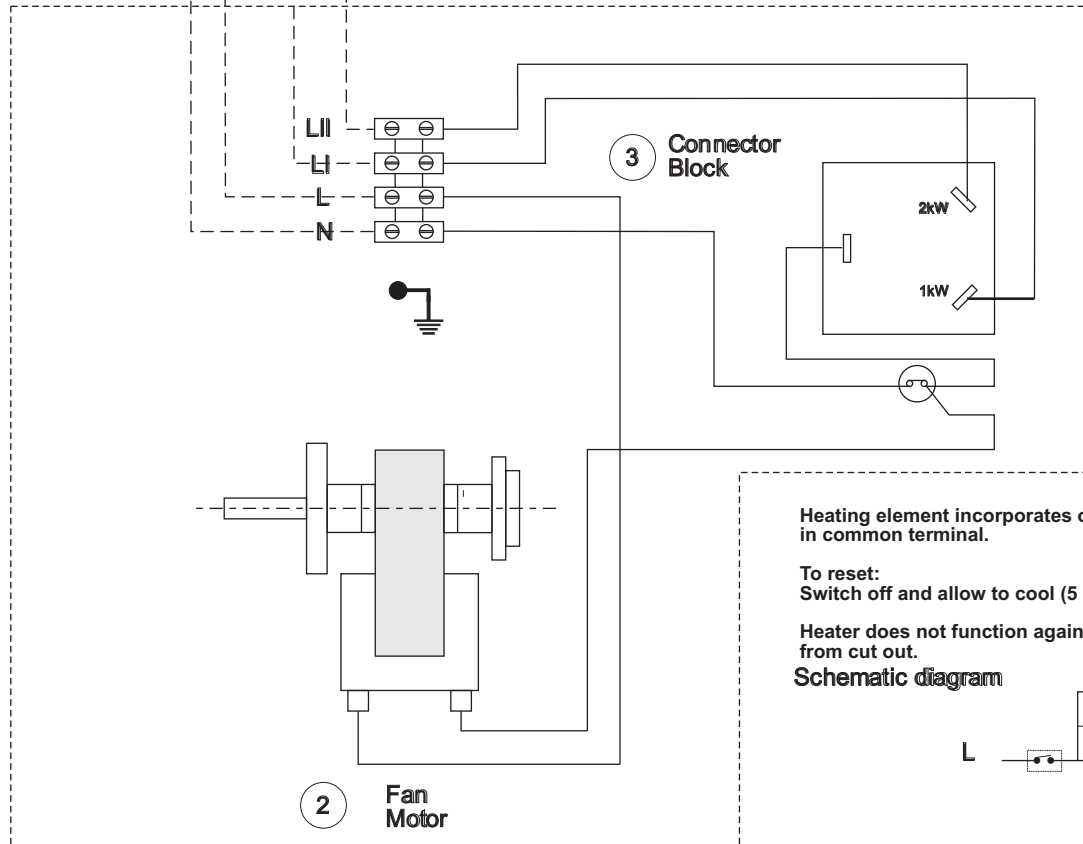 LII
LI
L
N
3
Connector
Block
2kW
1kW
Heating element incorporates
in common terminal.
To reset:
Switch off and allow to cool (5
Heater does not function again
from cut out.
Schematic diagram
L
2
Fan
Motor